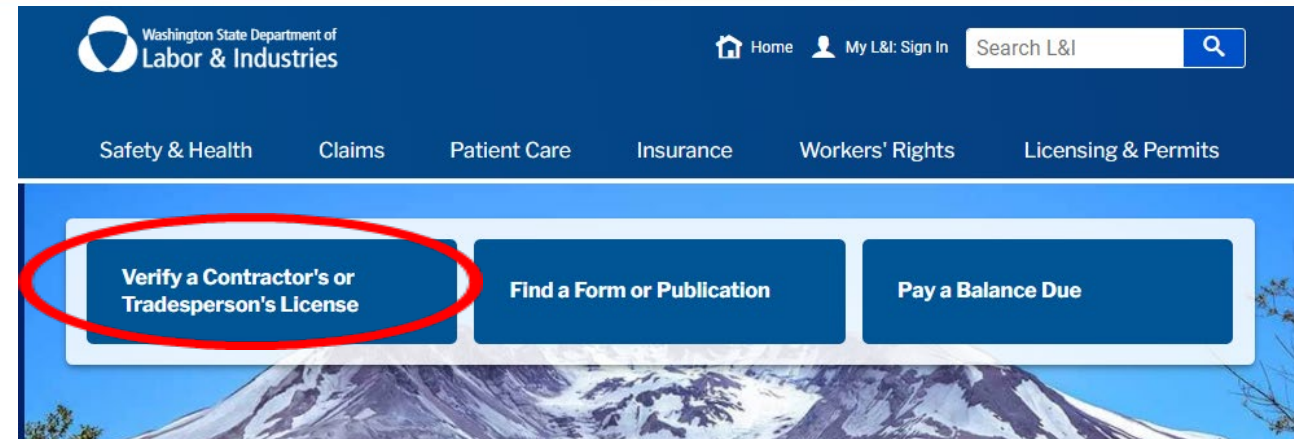 Washington State Department of
Labor & Industries
Home
My L&I: Sign In
Search L&I
Safety & Health
Claims
Patient Care
Insurance
Workers' Rights
Licensing & Permits
Verify a Contractor's or
Tradesperson's License
Find a Form or Publication
Pay a Balance Due